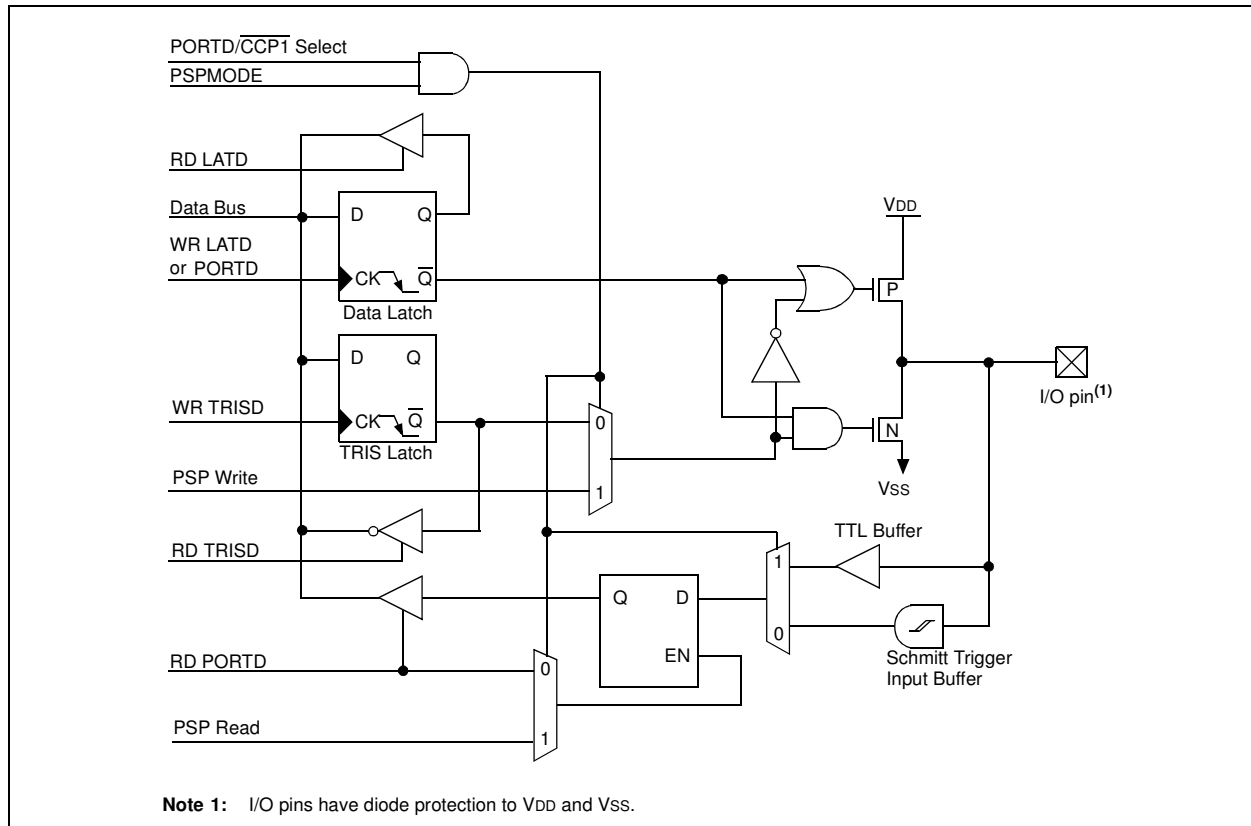 PORTD/CCP1 Select
PSPMODE
RD LATD
Data Bus
D Q
WR LATD
or PORTD
CK Q
Data Latch
VDD
P
D Q
I/O pin(1)
WR TRISD
CK Q
TRIS Latch
0
N
PSP Write
1
VSS
TTL Buffer
RD TRISD
1
Q D
0
EN
Schmitt Trigger
Input Buffer
RD PORTD
0
PSP Read
1
Note 1: I/O pins have diode protection to VDD and VSS.